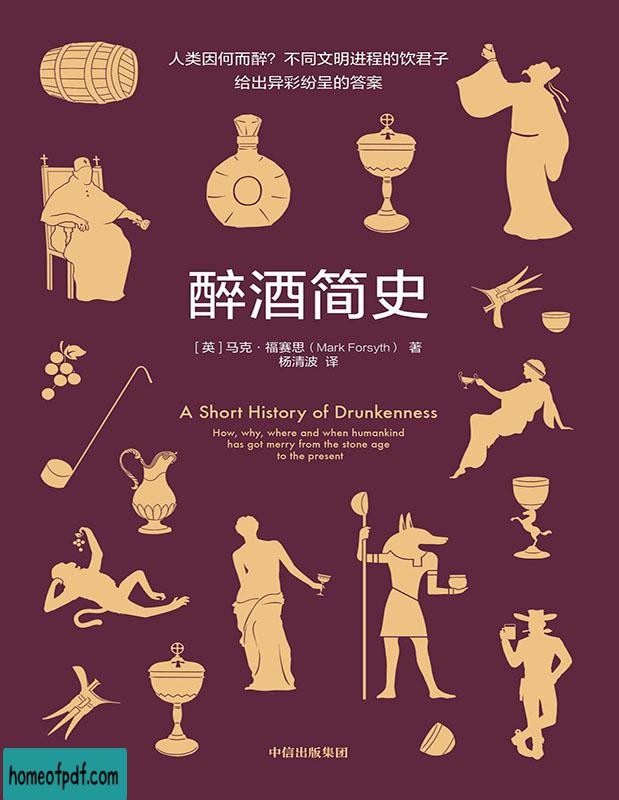 人类因何而醉？不同文明进程的饮君子
给出异彩纷呈的答案
醉酒简史
［英］马克·福赛思（Mark Forsyth） 著
杨清波 译
A Short History of Drunkenness
How, why, where and when humankind
has got merry from the stone age
to the present
中信出版集团
homeofpdf.com